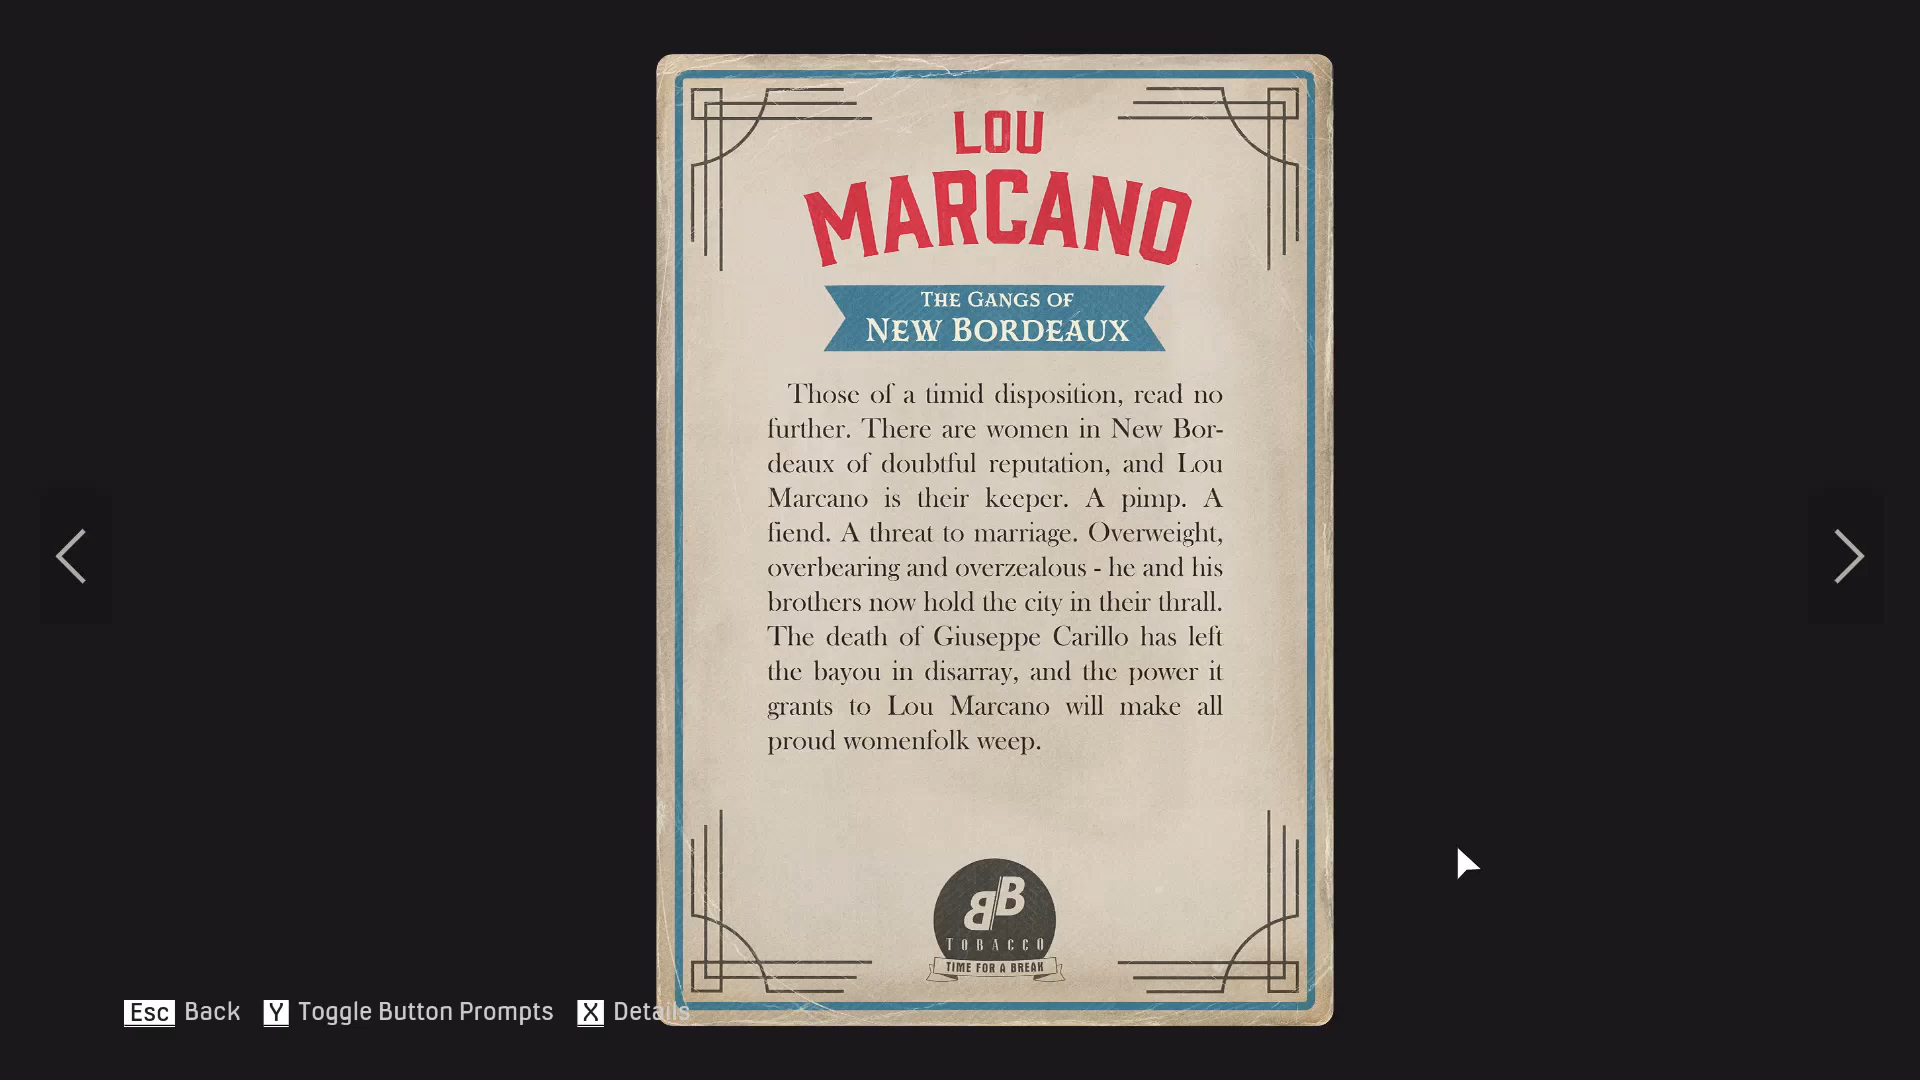 LOU
MARCANO
THE GANGS OF
NEW BORDEAUX
Those of a timid disposition, read no
further. There are women in New Bor-
deaux of doubtful reputation, and Lou
Marcano is their keeper. A pimp. A
fiend. A threat to marriage. Overweight,
overbearing and overzealous - he and his
brothers now hold the city in their thrall.
The death of Giuseppe Carillo has left
the bayou in disarray, and the power it
grants to Lou Marcano will make all
proud womenfolk weep.
BB
TOBACCO
TIME FOR A BREAK
Esc Back Y Toggle Button Prompts X Details